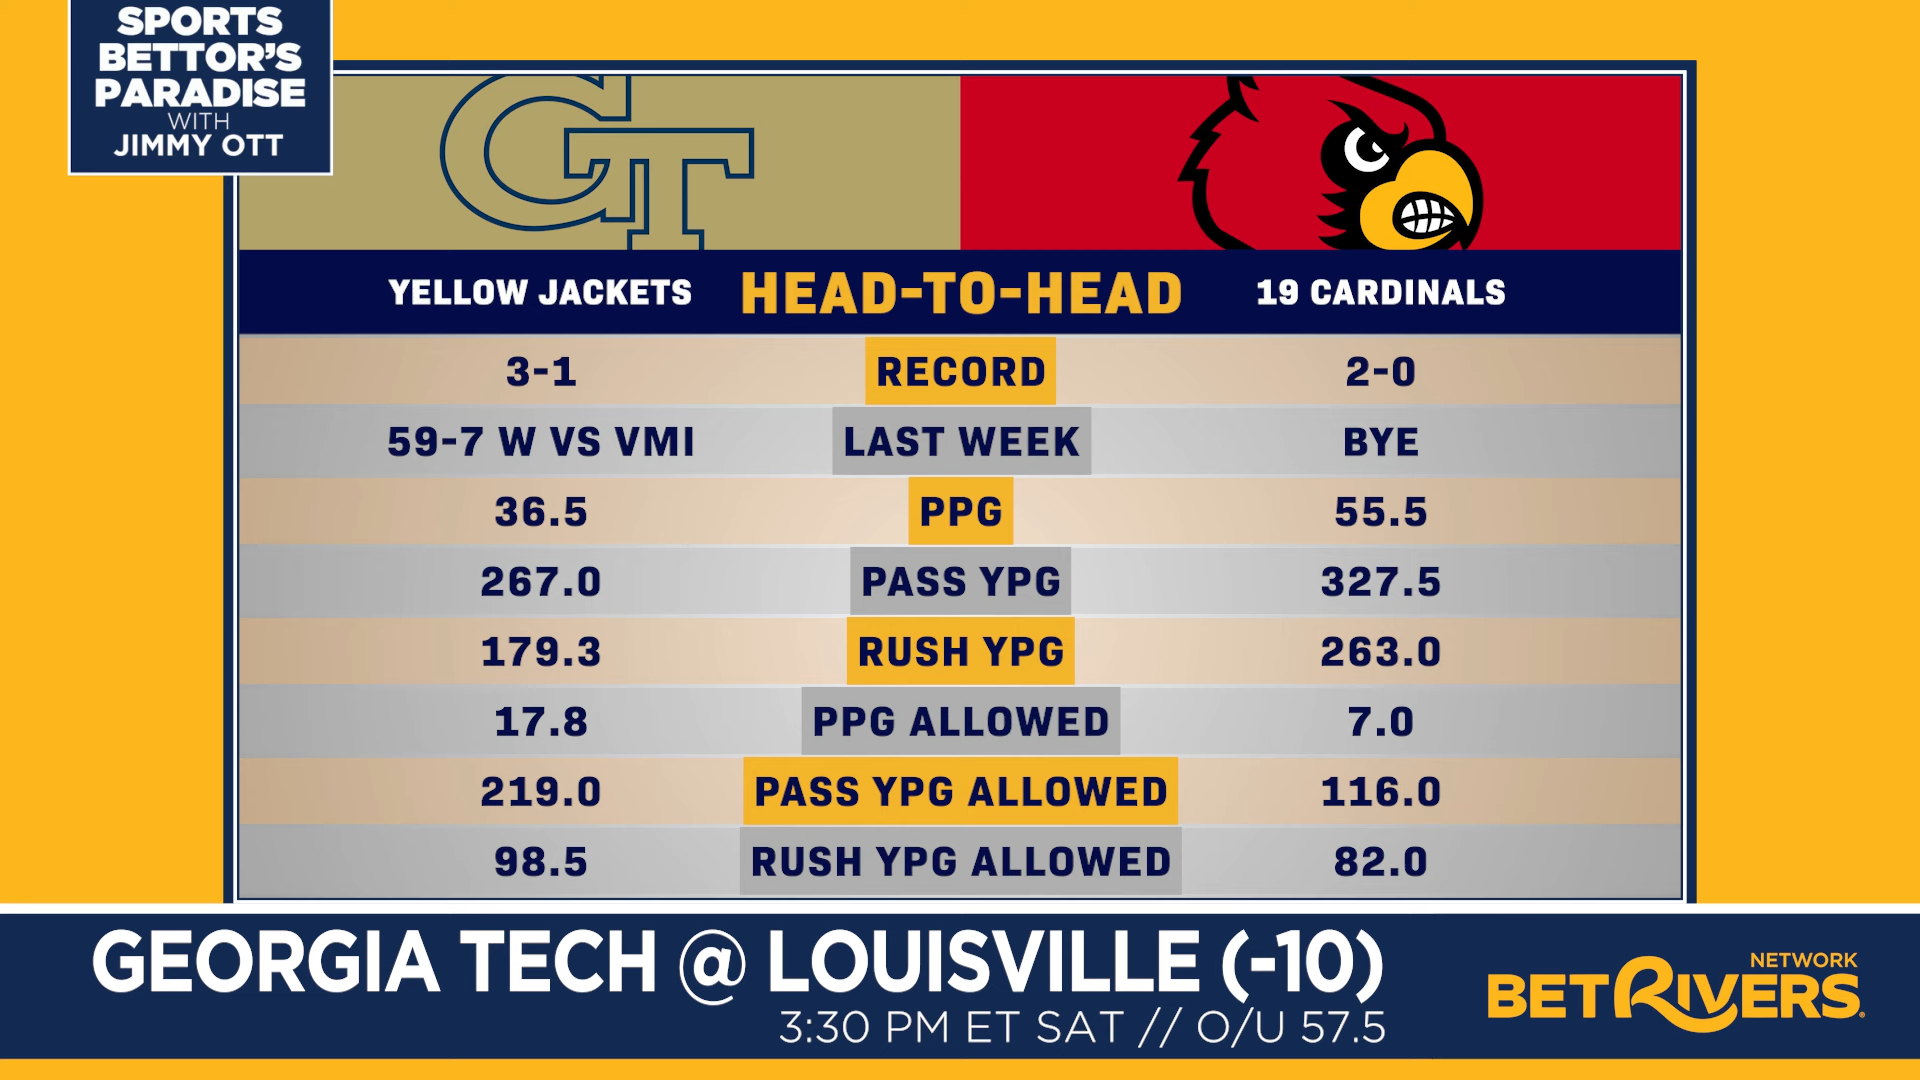 SPORTS
BETTOR'S
PARADISE
WITH
JIMMY OTT
GT
YELLOW JACKETS HEAD-TO-HEAD 19 CARDINALS
3-1 RECORD 2-0
59-7 W VS VMI LAST WEEK BYE
36.5 PPG 55.5
267.0 PASS YPG 327.5
179.3 RUSH YPG 263.0
17.8 PPG ALLOWED 7.0
219.0 PASS YPG ALLOWED 116.0
98.5 RUSH YPG ALLOWED 82.0
GEORGIA TECH @ LOUISVILLE (-10)
3:30 PM ET SAT // O/U 57.5
NETWORK
BETRIVERS